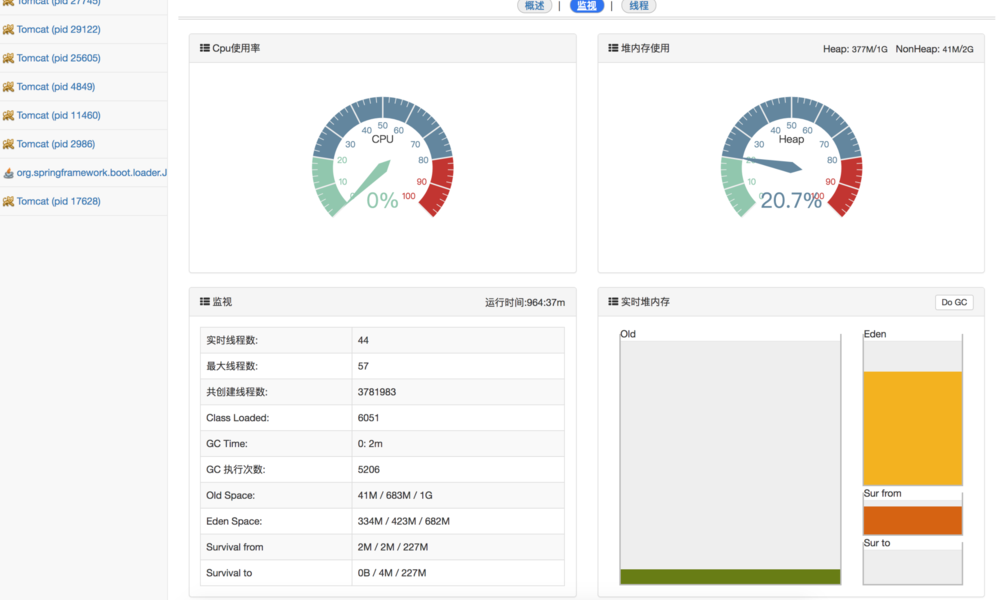 Tomcat (pid 27745)
Tomcat (pid 29122)
Tomcat (pid 25605)
Tomcat (pid 4849)
Tomcat (pid 11460)
Tomcat (pid 2986)
org.springframework.boot.loader.J
Tomcat (pid 17628)
概述 | 监视 | 线程
Cpu使用率
0 10 20 30 40 50 60 70 80 90 100
CPU
0%
堆内存使用 Heap: 377M/1G NonHeap: 41M/2G
0 10 20 30 40 50 60 70 80 90 100
Heap
20.7%
监视 运行时间:964:37m
实时线程数: 44
最大线程数: 57
共创建线程数: 3781983
Class Loaded: 6051
GC Time: 0: 2m
GC 执行次数: 5206
Old Space: 41M / 683M / 1G
Eden Space: 334M / 423M / 682M
Survival from 2M / 2M / 227M
Survival to 0B / 4M / 227M
实时堆内存 Do GC
Old
Eden
Sur from
Sur to